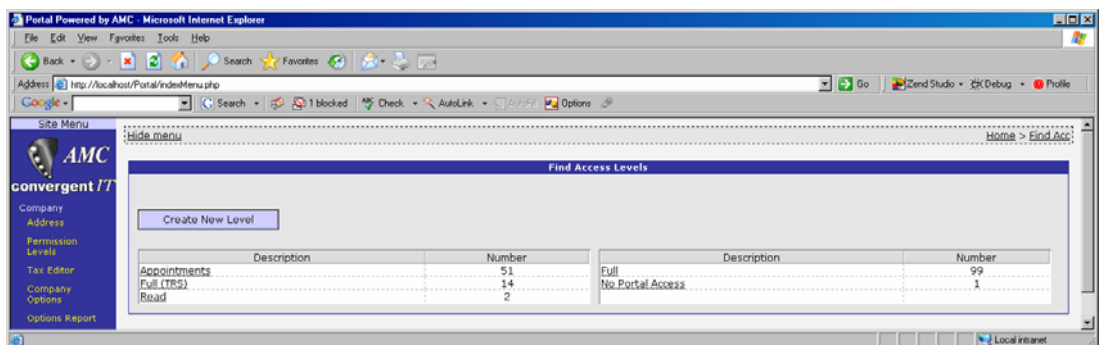 Portal Powered by AMC - Microsoft Internet Explorer
File Edit View Favorites Tools Help
Back Search Favorites
Address http://localhost/Portal/indexMenu.php Go Zend Studio Debug Profile
Google Search 1 blocked Check AutoLink AutoFill Options
Site Menu
Hide menu Home > Find Acc
AMC
convergent IT
Find Access Levels
Company
Address
Permission
Levels
Tax Editor
Company
Options
Options Report
Create New Level
Description Number Description Number
Appointments 51 Full 99
Full (TRS) 14 No Portal Access 1
Read 2
Local intranet